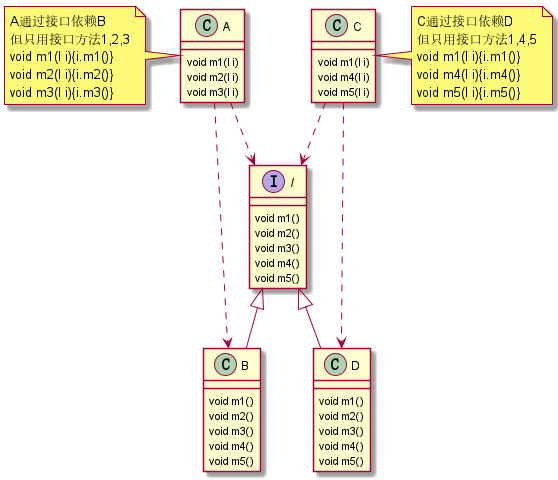 A通过接口依赖B
但只用接口方法1,2,3
void m1(I i){i.m1()}
void m2(I i){i.m2()}
void m3(I i){i.m3()}
C A
void m1(I i)
void m2(I i)
void m3(I i)
C C
void m1(I i)
void m4(I i)
void m5(I i)
C通过接口依赖D
但只用接口方法1,4,5
void m1(I i){i.m1()}
void m4(I i){i.m4()}
void m5(I i){i.m5()}
I I
void m1()
void m2()
void m3()
void m4()
void m5()
C B
void m1()
void m2()
void m3()
void m4()
void m5()
C D
void m1()
void m2()
void m3()
void m4()
void m5()